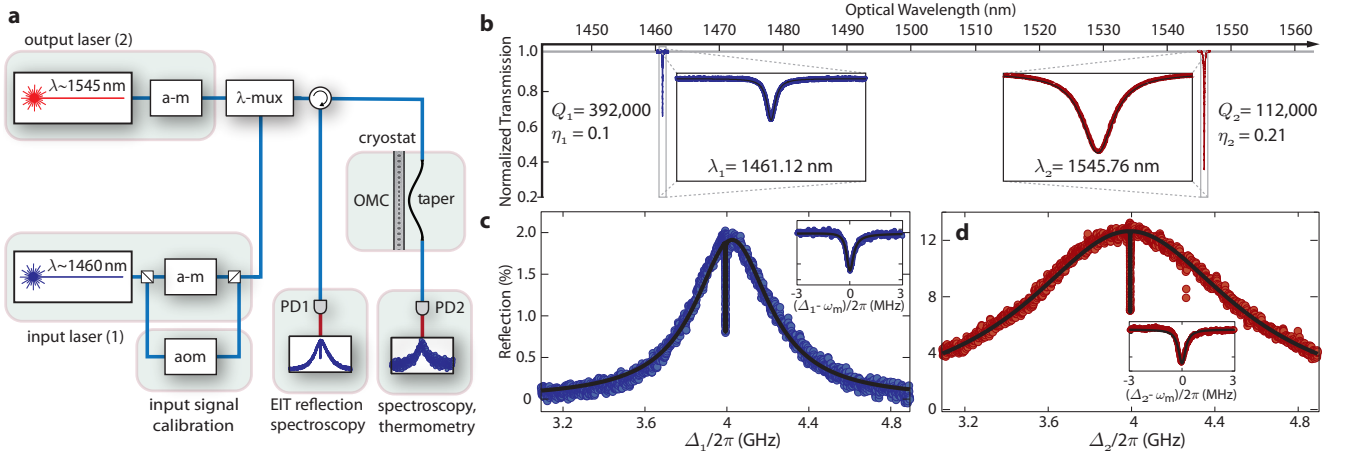 a
output laser (2)
λ~1545 nm
a-m
λ-mux
cryostat
OMC
taper
λ~1460 nm
a-m
input laser (1)
aom
input signal
calibration
PD1
EIT reflection
spectroscopy
PD2
spectroscopy,
thermometry
b
Optical Wavelength (nm)
1450 1460 1470 1480 1490 1500 1510 1520 1530 1540 1550 1560
Normalized Transmission
1.0
0.8
0.6
0.4
0.2
Q₁ = 392,000
η₁ = 0.1
λ₁= 1461.12 nm
λ₂= 1545.76 nm
Q₂ = 112,000
η₂ = 0.21
c
Reflection (%)
2.0
1.5
1.0
0.5
0
3.2 3.6 4.0 4.4 4.8
Δ₁/2π (GHz)
-3 0 3
(Δ₁- ωₘ)/2π (MHz)
d
12
8
4
0
3.2 3.6 4 4.4 4.8
Δ₂/2π (GHz)
-3 0 3
(Δ₂- ωₘ)/2π (MHz)